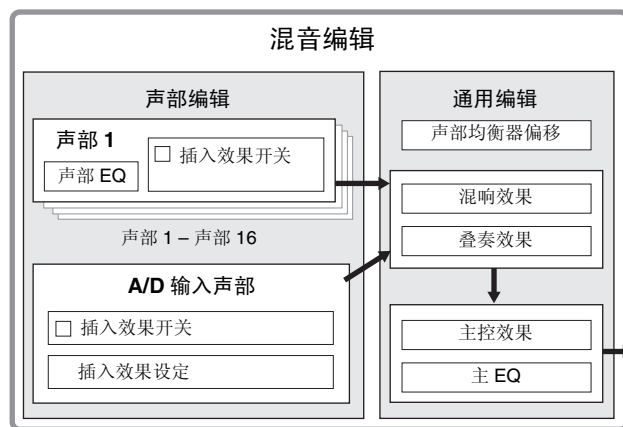 混音编辑
声部编辑
声部 1
声部 EQ
插入效果开关
声部 1 – 声部 16
A/D 输入声部
插入效果开关
插入效果设定
通用编辑
声部均衡器偏移
混响效果
叠奏效果
主控效果
主 EQ